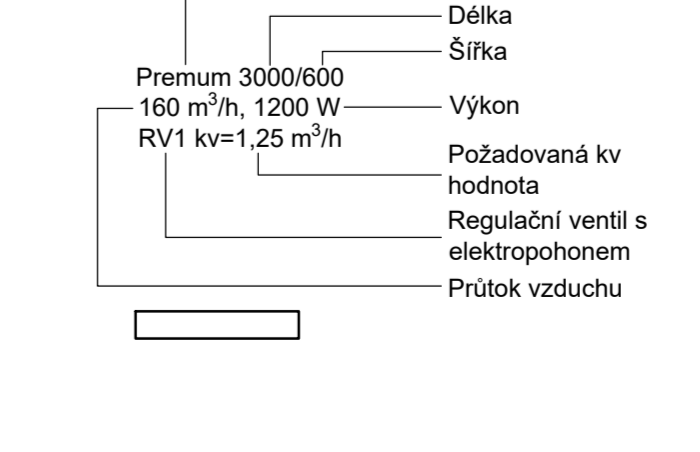 Délka
Šířka
Premum 3000/600
160 m³/h, 1200 W
Výkon
RV1 kv=1,25 m³/h
Požadovaná kv
hodnota
Regulační ventil s
elektropohonem
Průtok vzduchu